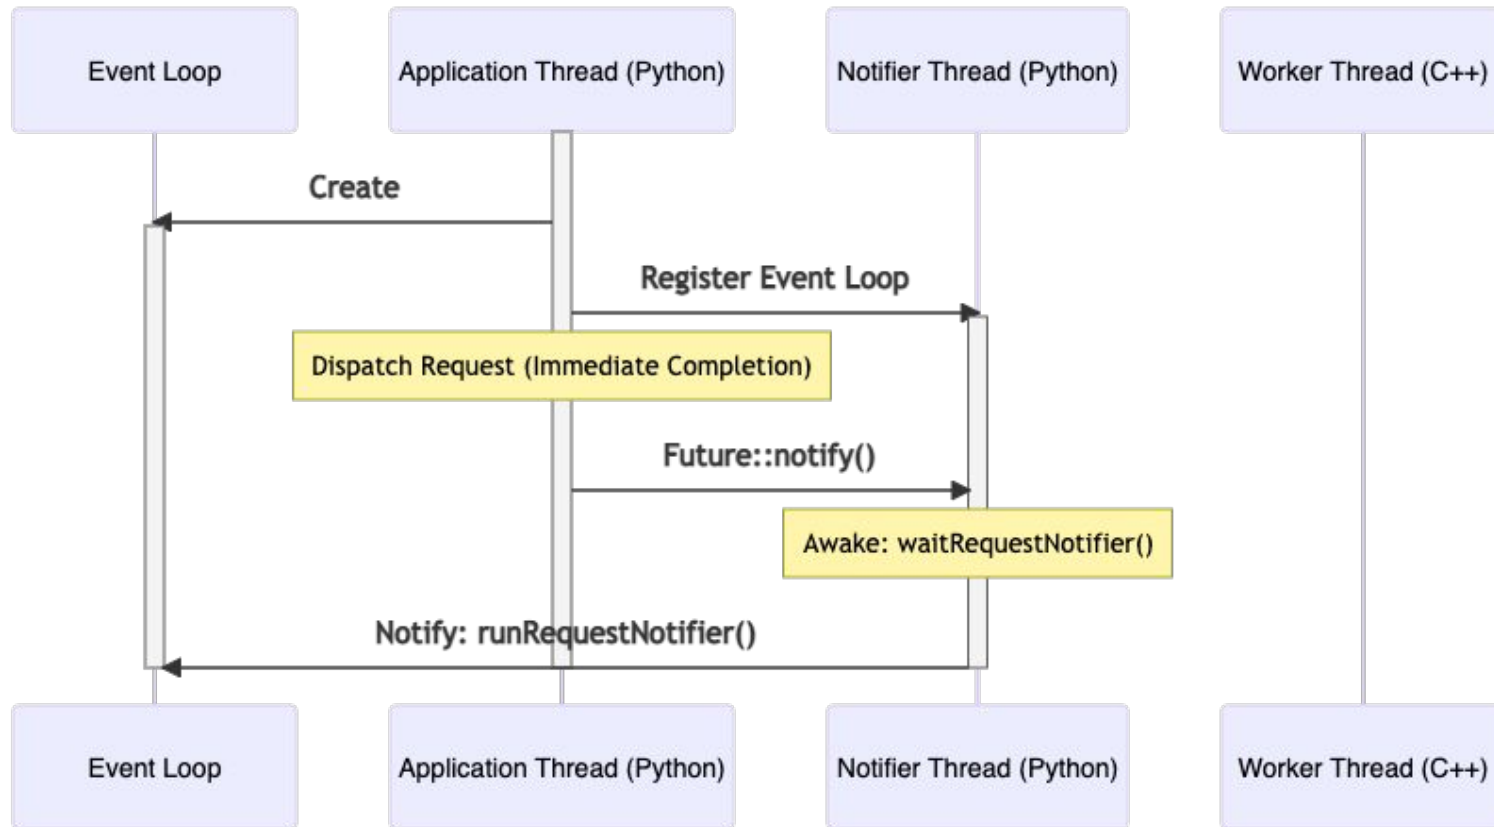 Event Loop
Application Thread (Python)
Notifier Thread (Python)
Worker Thread (C++)
Create
Register Event Loop
Dispatch Request (Immediate Completion)
Future::notify()
Awake: waitRequestNotifier()
Notify: runRequestNotifier()
Event Loop
Application Thread (Python)
Notifier Thread (Python)
Worker Thread (C++)